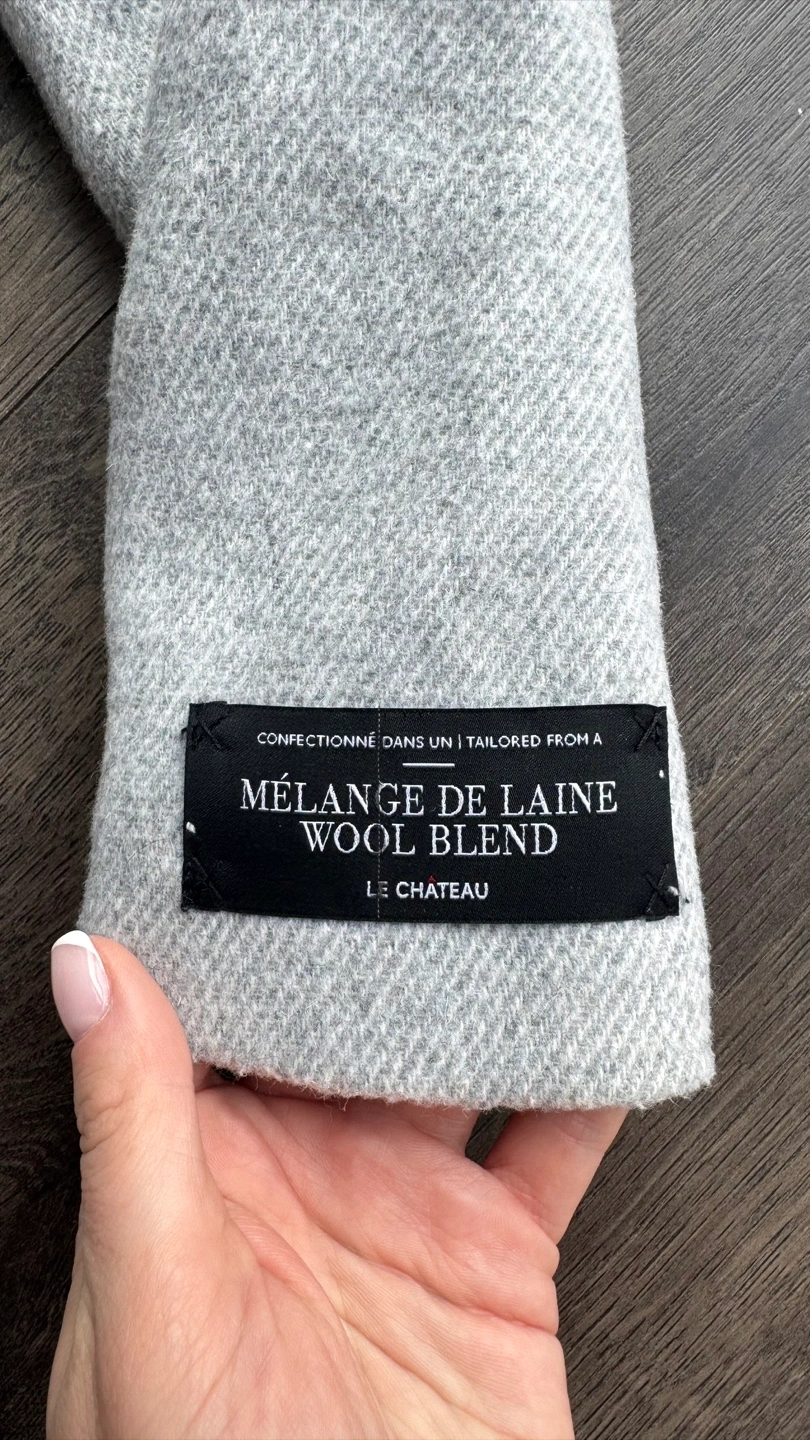 CONFECTIONNÉ DANS UN | TAILORED FROM A
MÉLANGE DE LAINE
WOOL BLEND
LE CHÂTEAU